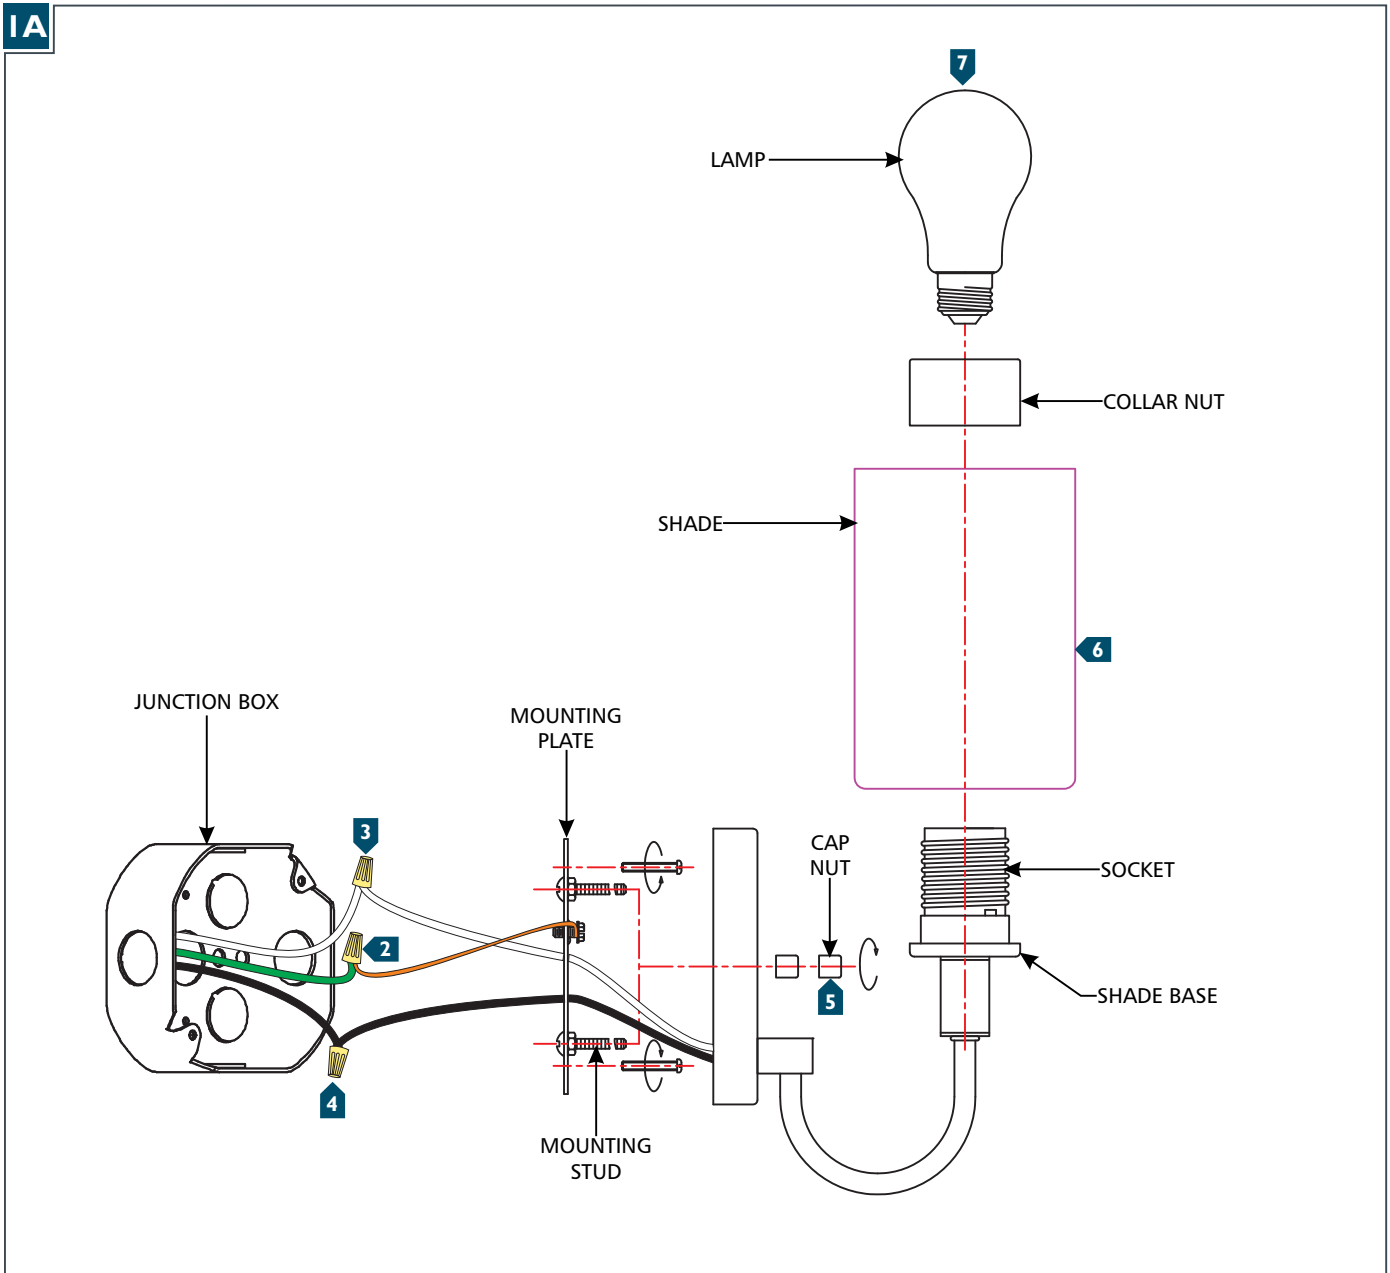 1A
7
LAMP
COLLAR NUT
SHADE
6
JUNCTION BOX
MOUNTING
PLATE
3
CAP
NUT
SOCKET
2
5
SHADE BASE
4
MOUNTING
STUD